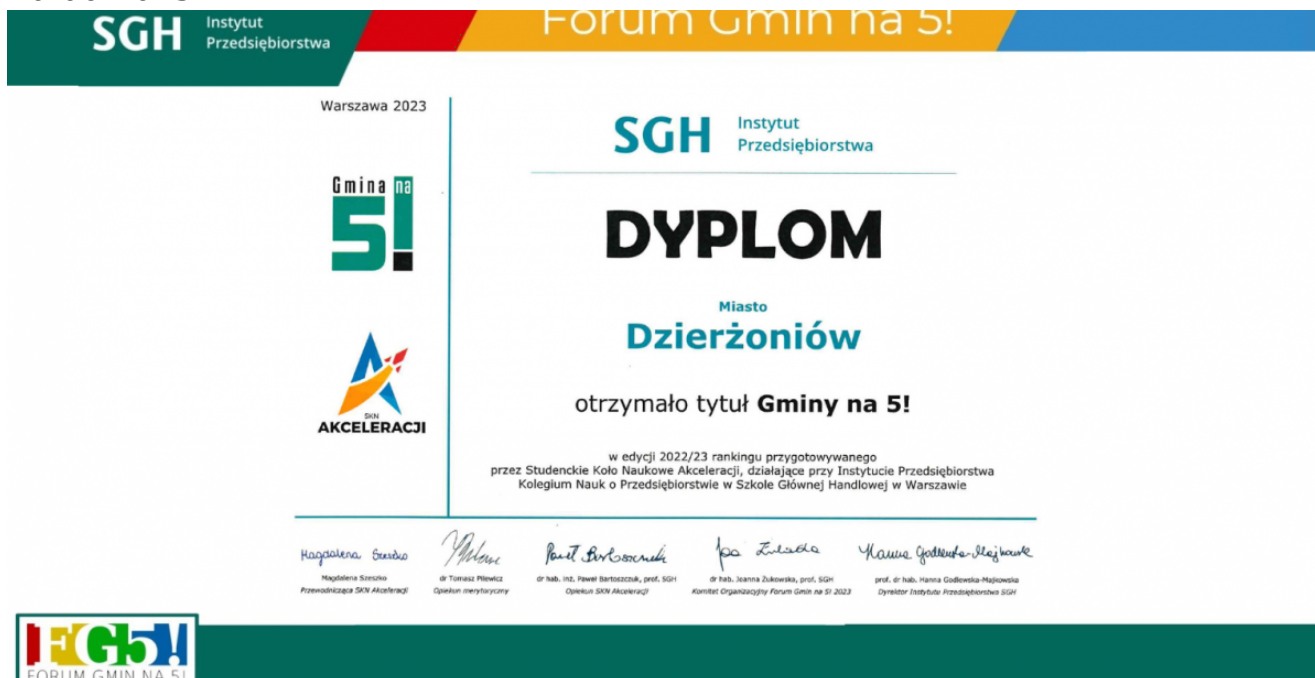 SGH Instytut
Przedsiębiorstwa
Forum Gmin na 5!
Warszawa 2023
SGH Instytut
Przedsiębiorstwa
Gmina na
5!
DYPLOM
Miasto
Dzierżoniów
SKN
AKCELERACJI
otrzymało tytuł Gminy na 5!
w edycji 2022/23 rankingu przygotowywanego
przez Studenckie Koło Naukowe Akceleracji, działające przy Instytucie Przedsiębiorstwa
Kolegium Nauk o Przedsiębiorstwie w Szkole Głównej Handlowej w Warszawie
Magdalena Szeszko
Magdalena Szeszko
Przewodnicząca SKN Akceleracji
dr Tomasz Pilewicz
Opiekun merytoryczny
dr hab. inż. Paweł Bartoszczuk, prof. SGH
Opiekun SKN Akceleracji
dr hab. Joanna Żukowska, prof. SGH
Komitet Organizacyjny Forum Gmin na 5! 2023
prof. dr hab. Hanna Godlewska-Majkowska
Dyrektor Instytutu Przedsiębiorstwa SGH
FG5!
FORUM GMIN NA 5!